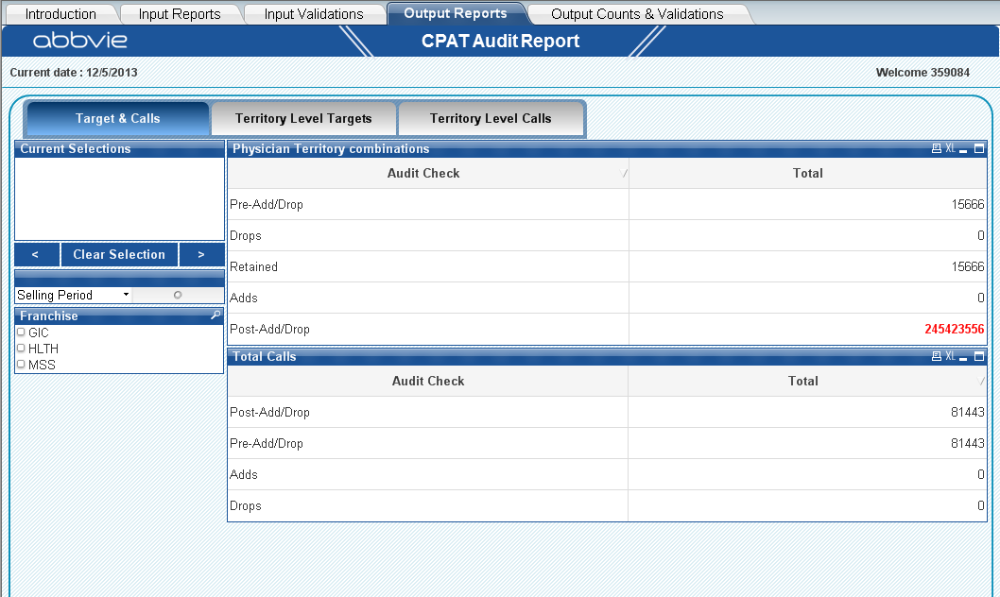 Introduction Input Reports Input Validations Output Reports Output Counts & Validations
abbvie CPAT Audit Report
Current date : 12/5/2013 Welcome 359084
Target & Calls Territory Level Targets Territory Level Calls
Current Selections
< Clear Selection >
Selling Period
Franchise
GIC
HLTH
MSS
Physician Territory combinations XL
Audit Check Total
Pre-Add/Drop 15666
Drops 0
Retained 15666
Adds 0
Post-Add/Drop 245423556
Total Calls XL
Audit Check Total
Post-Add/Drop 81443
Pre-Add/Drop 81443
Adds 0
Drops 0